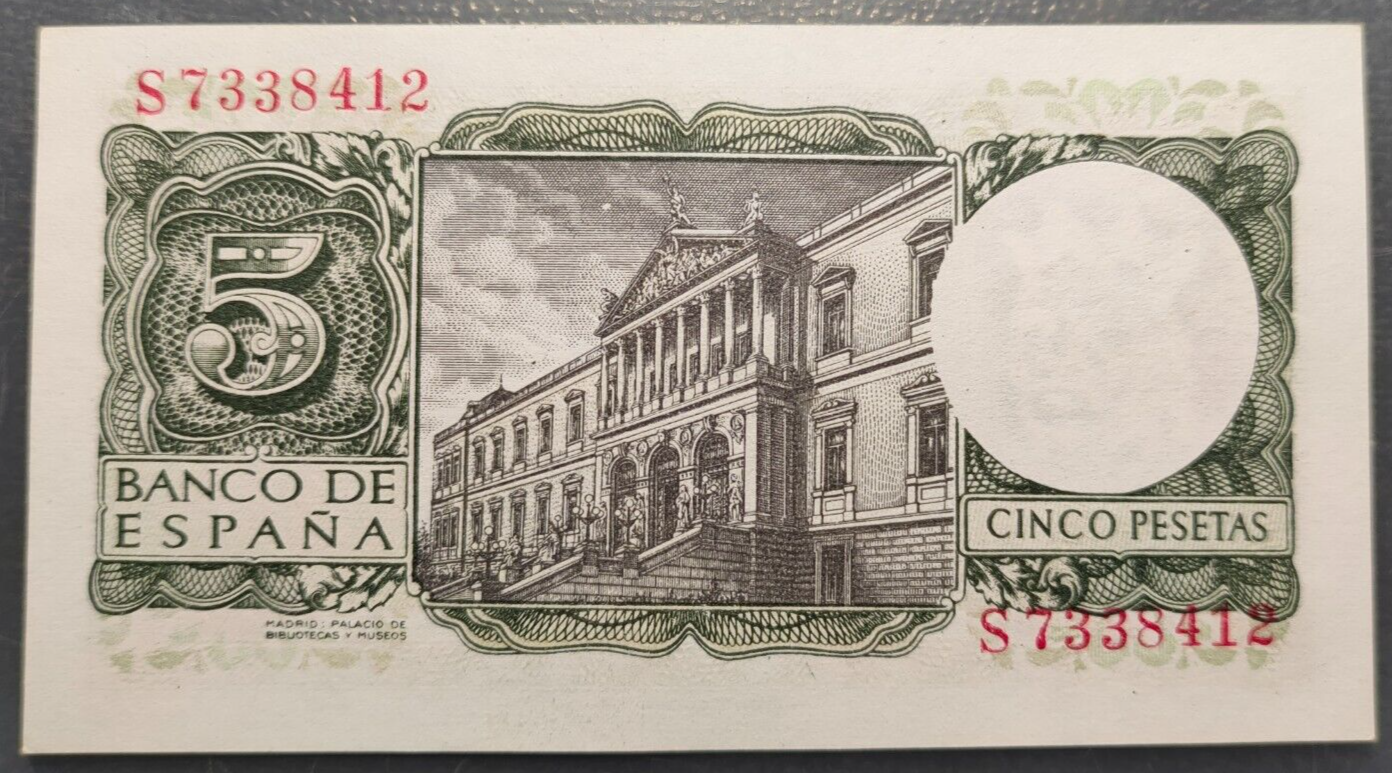 S7338412
5
BANCO DE
ESPAÑA
MADRID: PALACIO DE
BIBLIOTECAS Y MUSEOS
CINCO PESETAS
S7338412